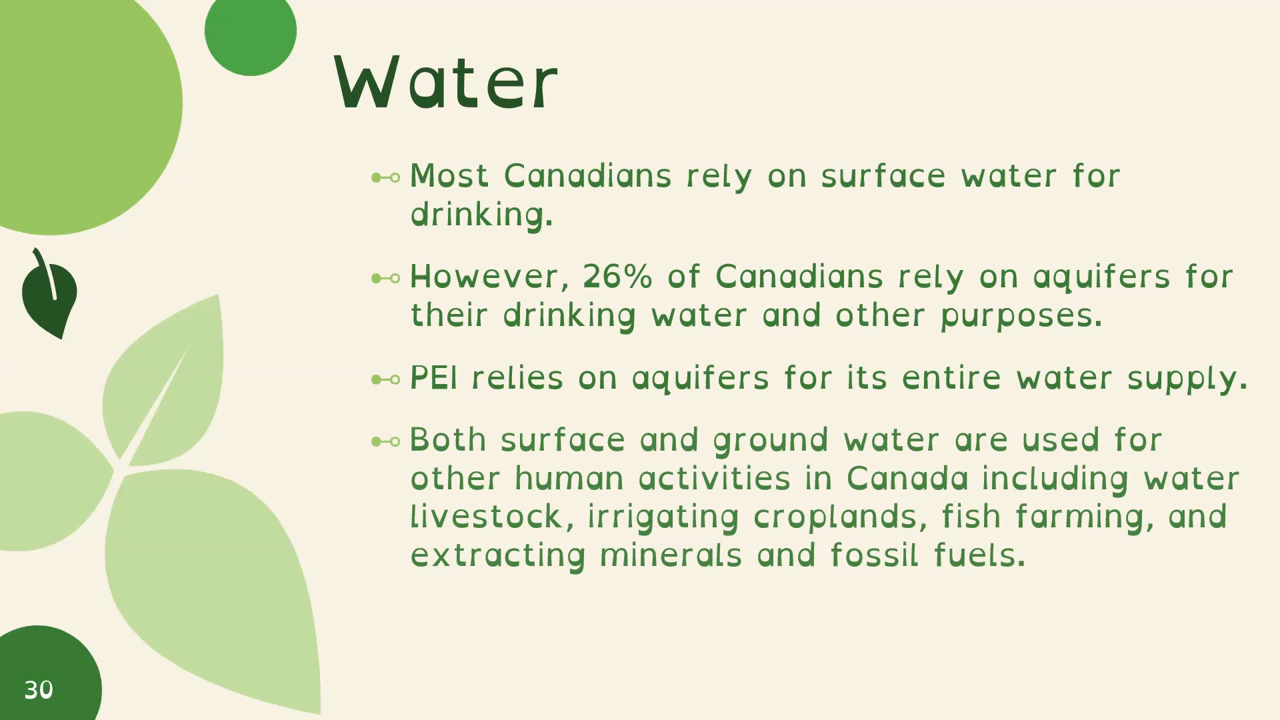 Water
Most Canadians rely on surface water for
drinking.
However, 26% of Canadians rely on aquifers for
their drinking water and other purposes.
PEI relies on aquifers for its entire water supply.
Both surface and ground water are used for
other human activities in Canada including water
livestock, irrigating croplands, fish farming, and
extracting minerals and fossil fuels.
30